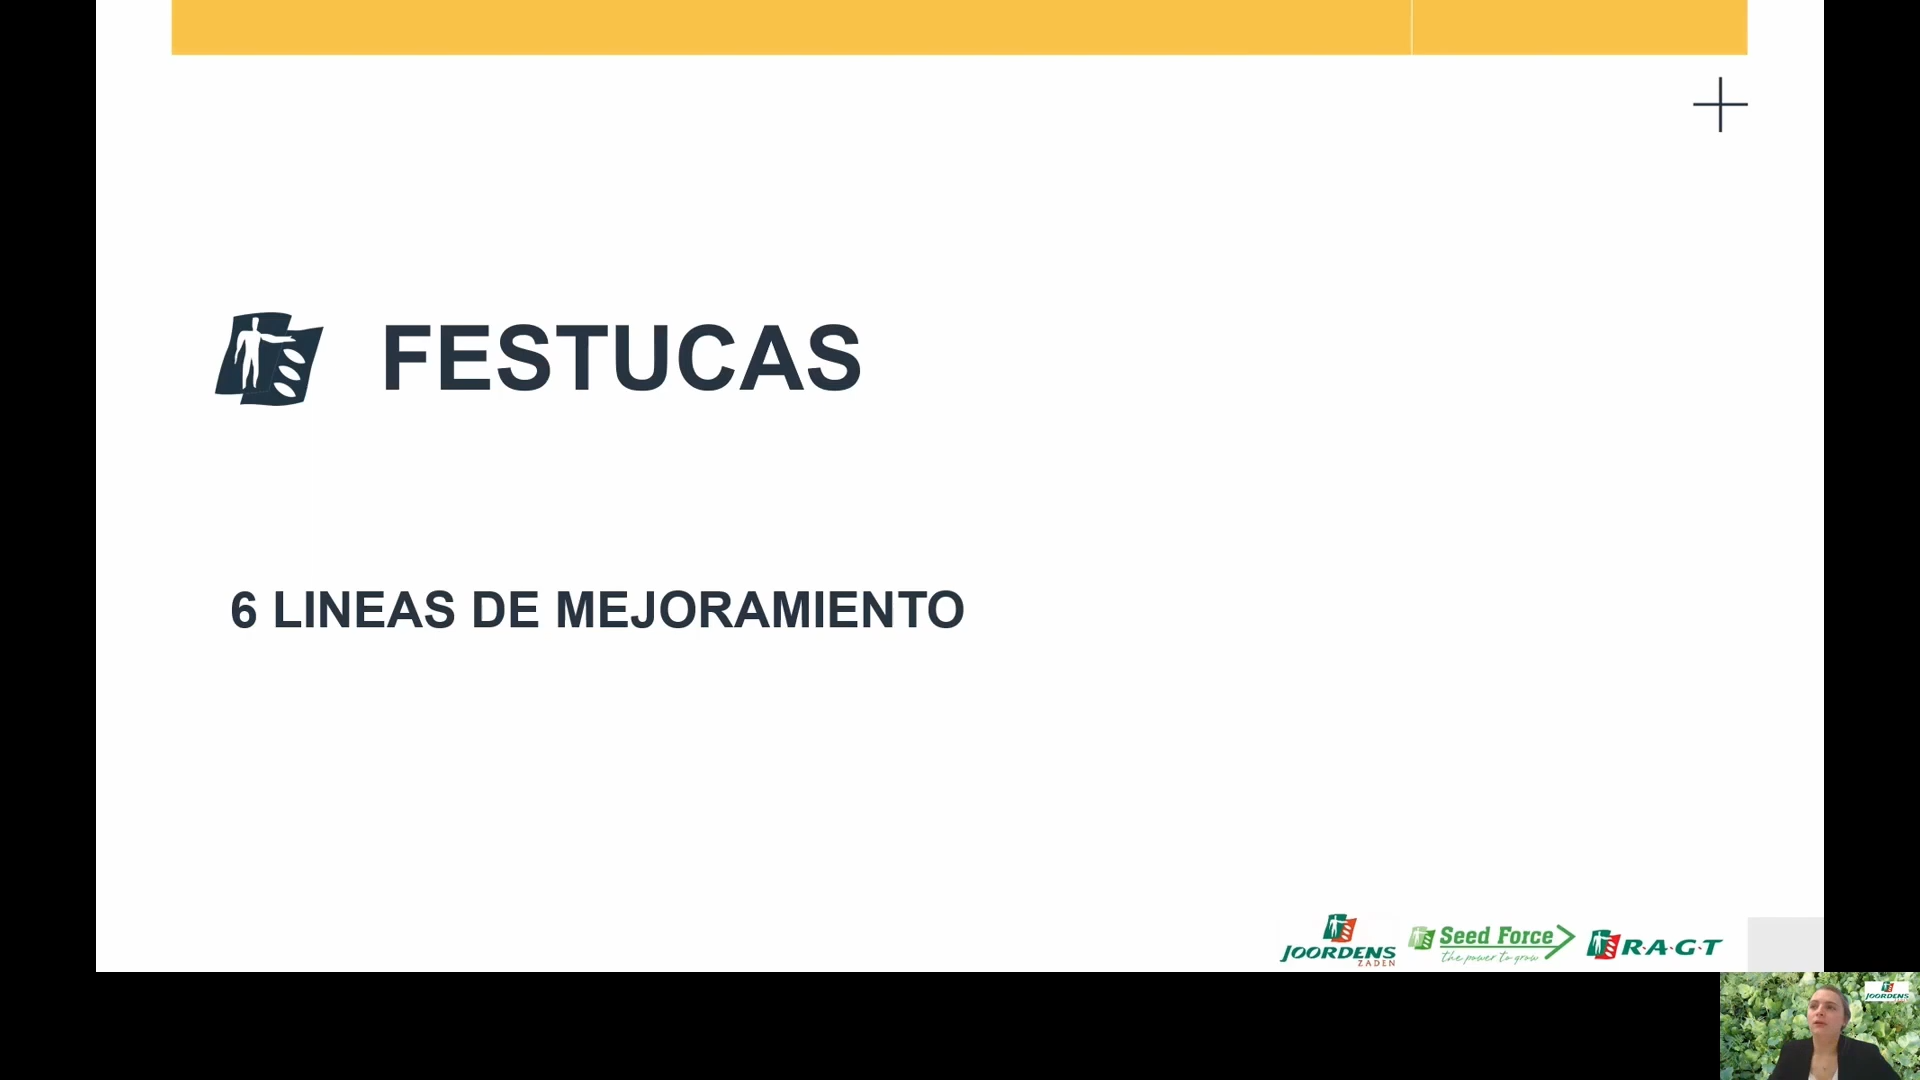 FESTUCAS
6 LINEAS DE MEJORAMIENTO
JOORDENS
ZADEN
Seed Force
the power to grow
R·A·G·T
JOORDENS